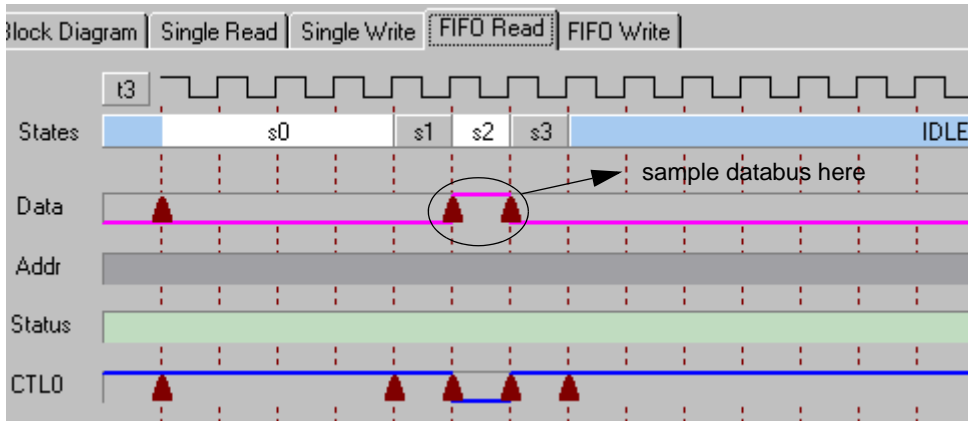 Block Diagram Single Read Single Write FIFO Read FIFO Write
t3
States s0 s1 s2 s3 IDLE
sample databus here
Data
Addr
Status
CTL0